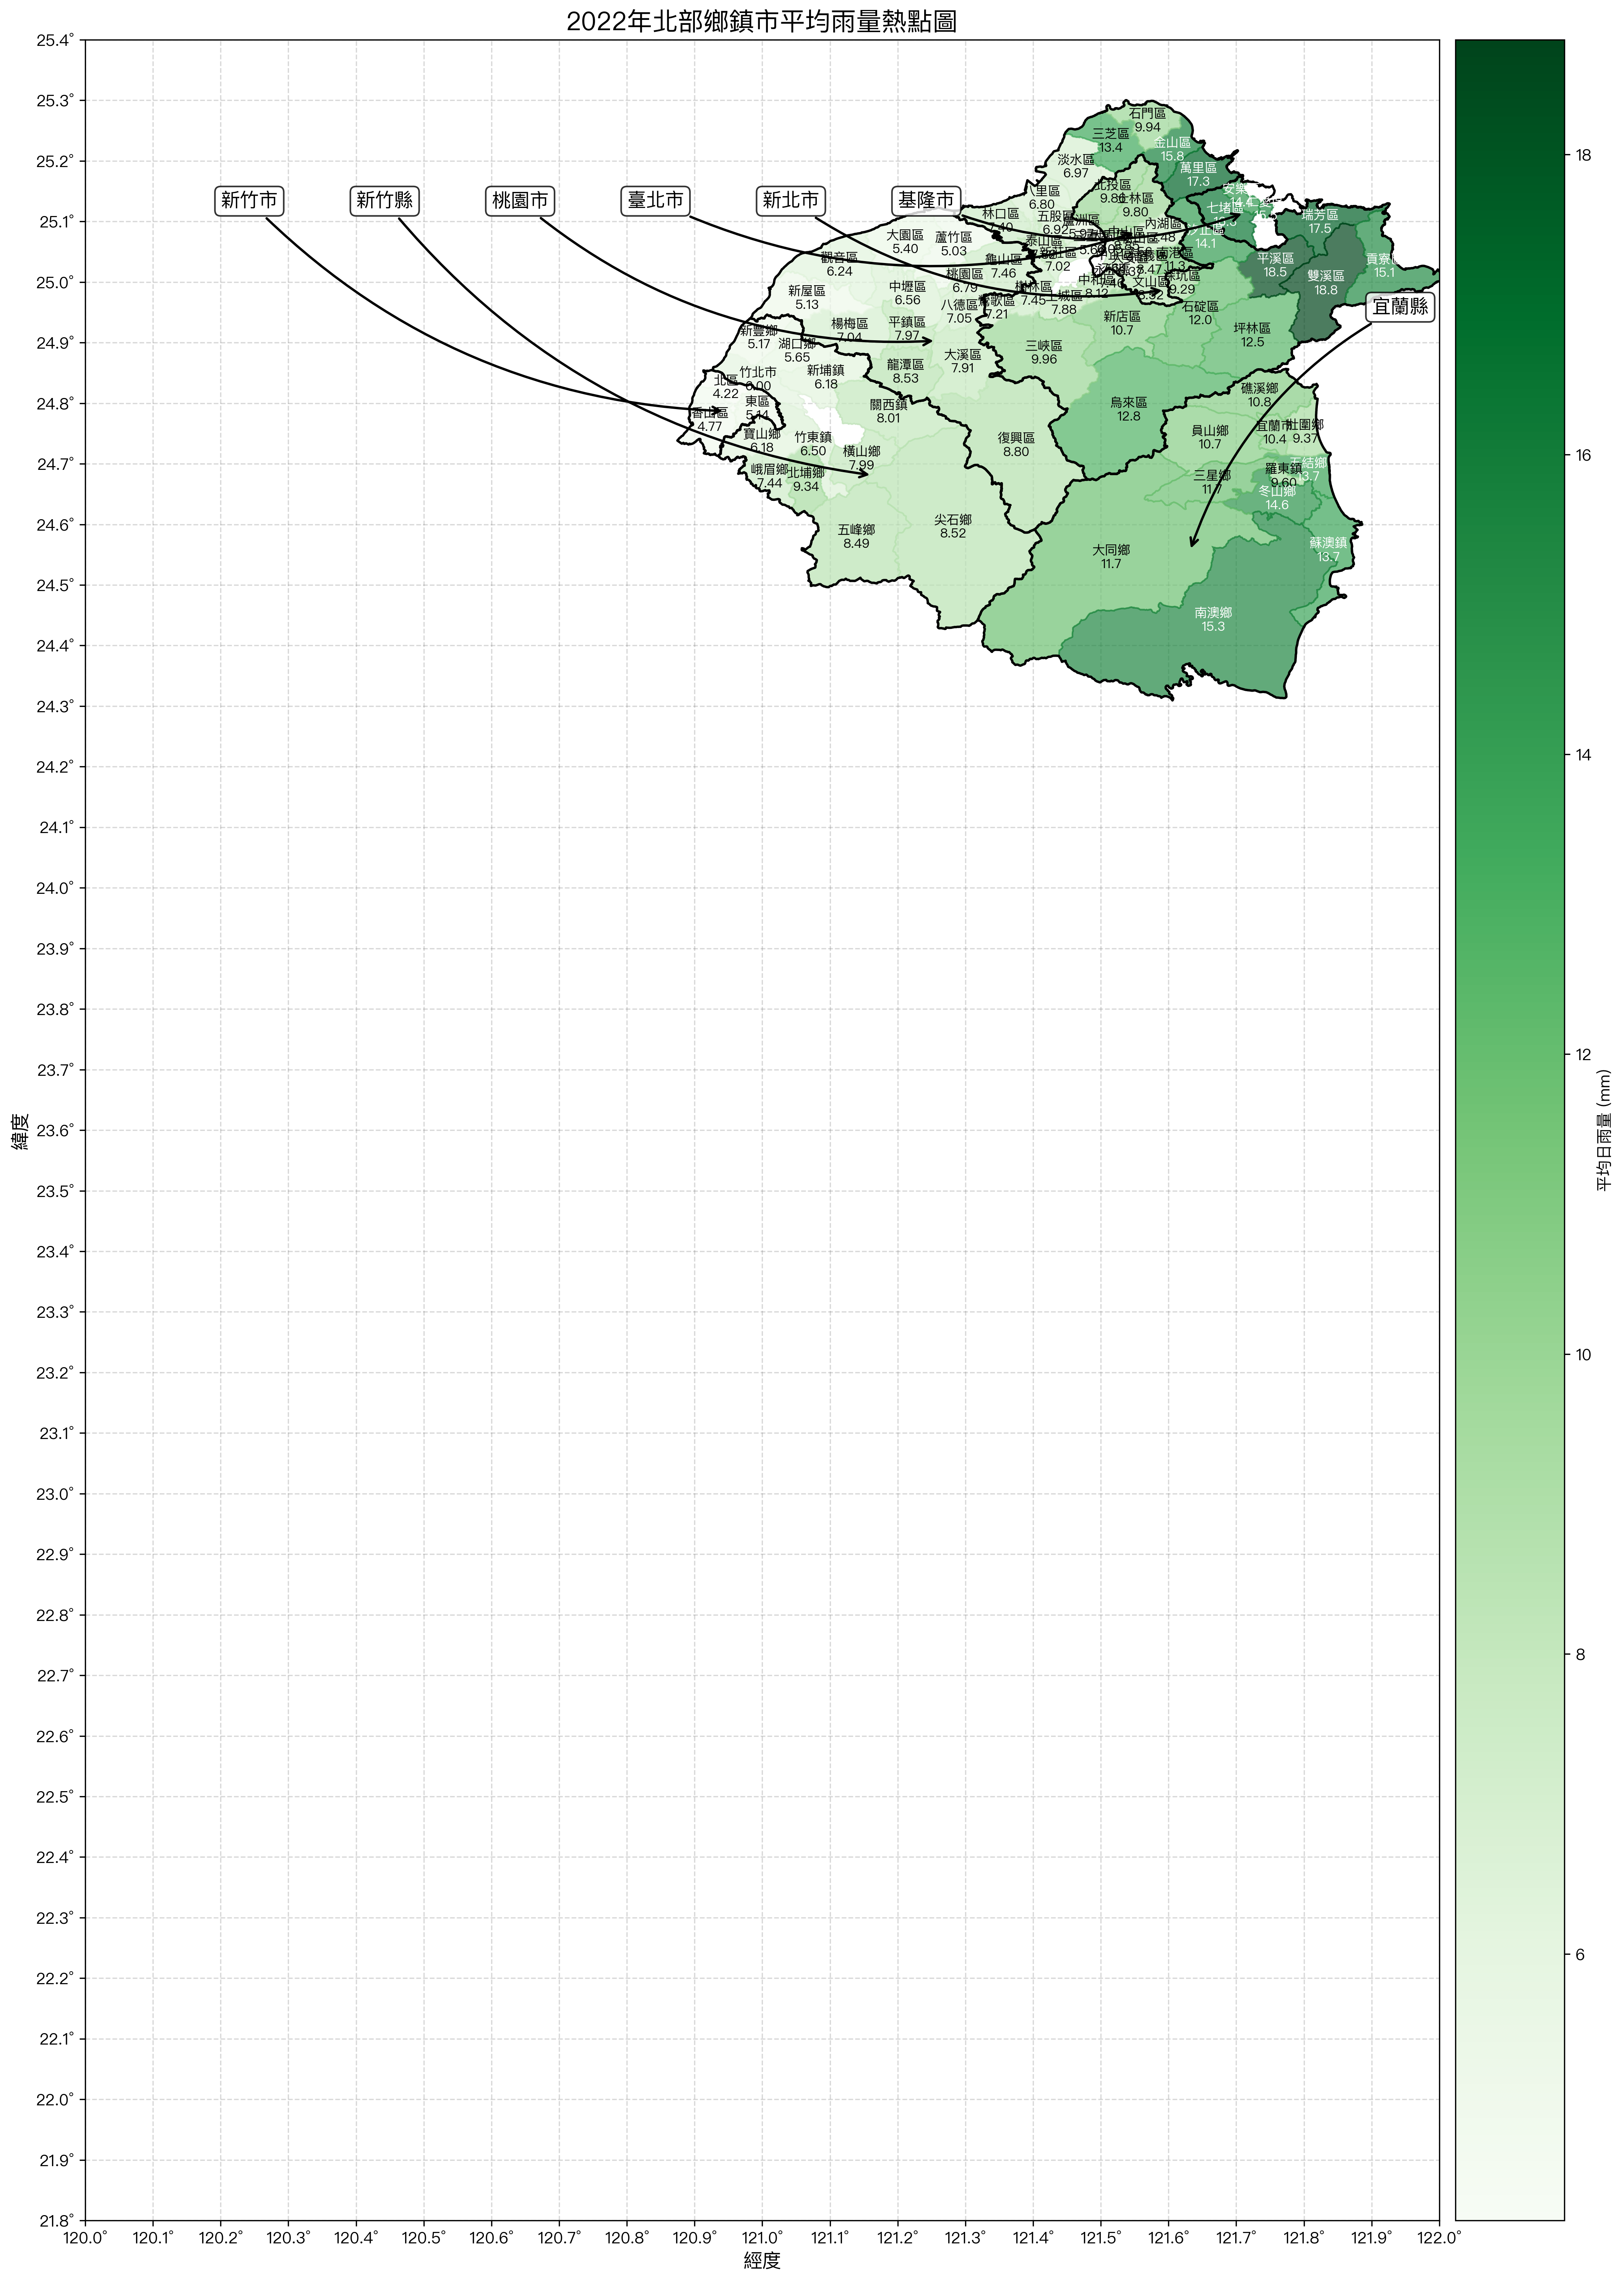 2022年北部鄉鎮市平均雨量熱點圖
25.4°
25.3°
25.2°
25.1°
25.0°
24.9°
24.8°
24.7°
24.6°
24.5°
24.4°
24.3°
24.2°
24.1°
24.0°
23.9°
23.8°
23.7°
23.6°
23.5°
23.4°
23.3°
23.2°
23.1°
23.0°
22.9°
22.8°
22.7°
22.6°
22.5°
22.4°
22.3°
22.2°
22.1°
22.0°
21.9°
21.8°
緯度
新竹市
新竹縣
桃園市
臺北市
新北市
基隆市
宜蘭縣
石門區
9.94
三芝區
13.4
金山區
15.8
淡水區
6.97
萬里區
17.3
北投區
士林區
9.80
八里區
6.80
林口區
7.40
五股區
6.92
蘆洲區
七堵區
內湖區
瑞芳區
17.5
大園區
5.40
蘆竹區
5.03
泰山區
新莊區
7.02
14.1
觀音區
6.24
龜山區
7.46
南港區
11.3
平溪區
18.5
雙溪區
18.8
15.1
桃園區
6.79
中壢區
6.56
樹林區
7.45
土城區
7.88
中和區
8.12
文山區
8.32
深坑區
9.29
新屋區
5.13
八德區
7.05
鶯歌區
7.21
石碇區
12.0
新店區
10.7
坪林區
12.5
楊梅區
7.04
平鎮區
7.97
新豐鄉
5.17
湖口鄉
5.65
大溪區
7.91
三峽區
9.96
龍潭區
8.53
新埔鎮
6.18
竹北市
6.00
北區
4.22
東區
5.14
香山區
4.77
關西鎮
8.01
烏來區
12.8
礁溪鄉
10.8
寶山鄉
6.18
竹東鎮
6.50
橫山鄉
7.99
復興區
8.80
員山鄉
10.7
宜蘭市
10.4
壯圍鄉
9.37
峨眉鄉
7.44
北埔鄉
9.34
三星鄉
11.7
羅東鎮
9.60
五結鄉
13.7
冬山鄉
14.6
五峰鄉
8.49
尖石鄉
8.52
大同鄉
11.7
蘇澳鎮
13.7
南澳鄉
15.3
120.0°
120.1°
120.2°
120.3°
120.4°
120.5°
120.6°
120.7°
120.8°
120.9°
121.0°
121.1°
121.2°
121.3°
121.4°
121.5°
121.6°
121.7°
121.8°
121.9°
122.0°
經度
18
16
14
12
10
8
6
平均日雨量 (mm)